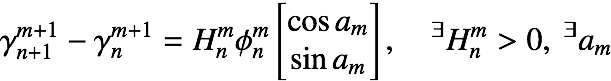 γ_{n+1}^{m+1} − γ_n^{m+1} = H_n^m ϕ_n^m [cos a_m; sin a_m], ^∃H_n^m > 0, ^∃a_m